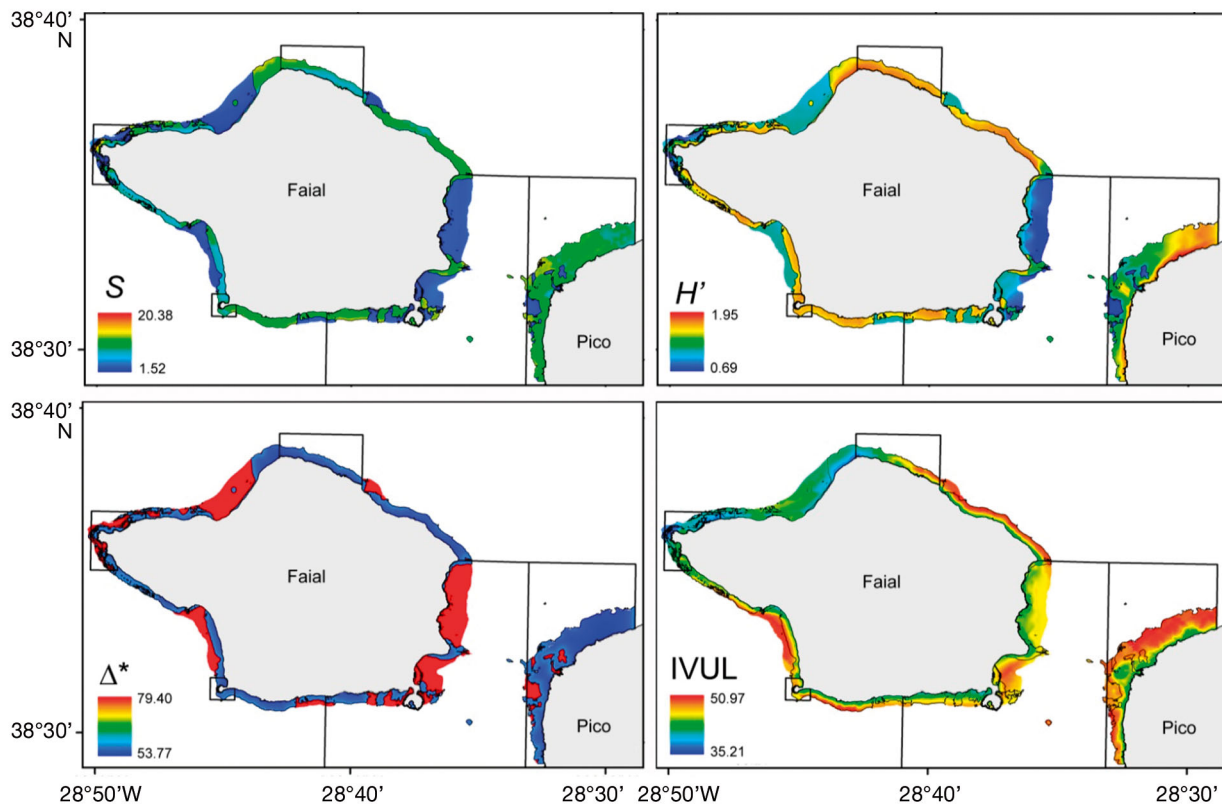 38°40'
N
Faial
S
20.38
1.52
38°30'
Pico
Faial
H'
1.95
0.69
Pico
38°40'
N
Faial
Δ*
79.40
53.77
38°30'
Pico
Faial
IVUL
50.97
35.21
Pico
28°50'W 28°40' 28°30' 28°50'W 28°40' 28°30'